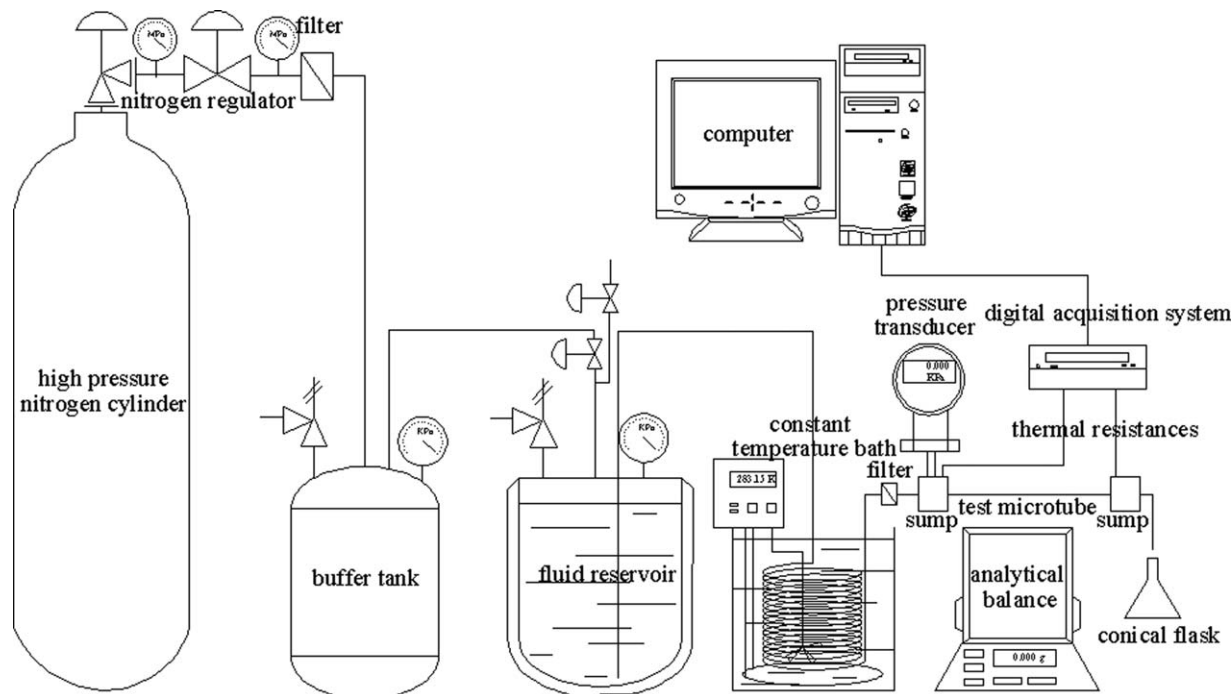 MPa
MPa
filter
nitrogen regulator
computer
pressure
transducer
digital acquisition system
0.000
KPa
high pressure
nitrogen cylinder
KPa
KPa
constant
temperature bath
thermal resistances
filter
283.15 K
sump
test microtube
sump
buffer tank
fluid reservoir
analytical
balance
conical flask
0.000 g